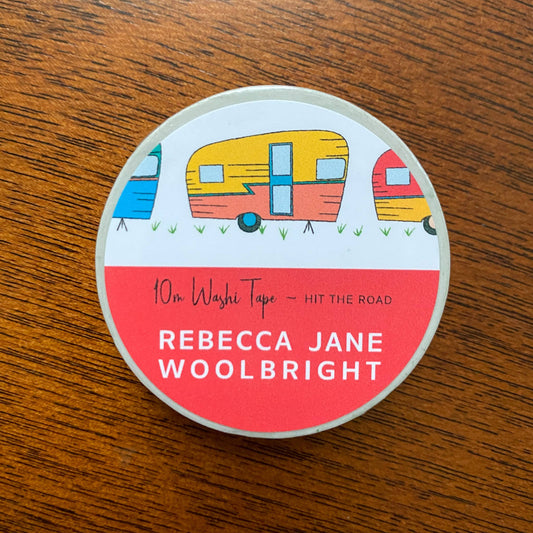 10m Washi Tape ~ HIT THE ROAD
REBECCA JANE
WOOLBRIGHT